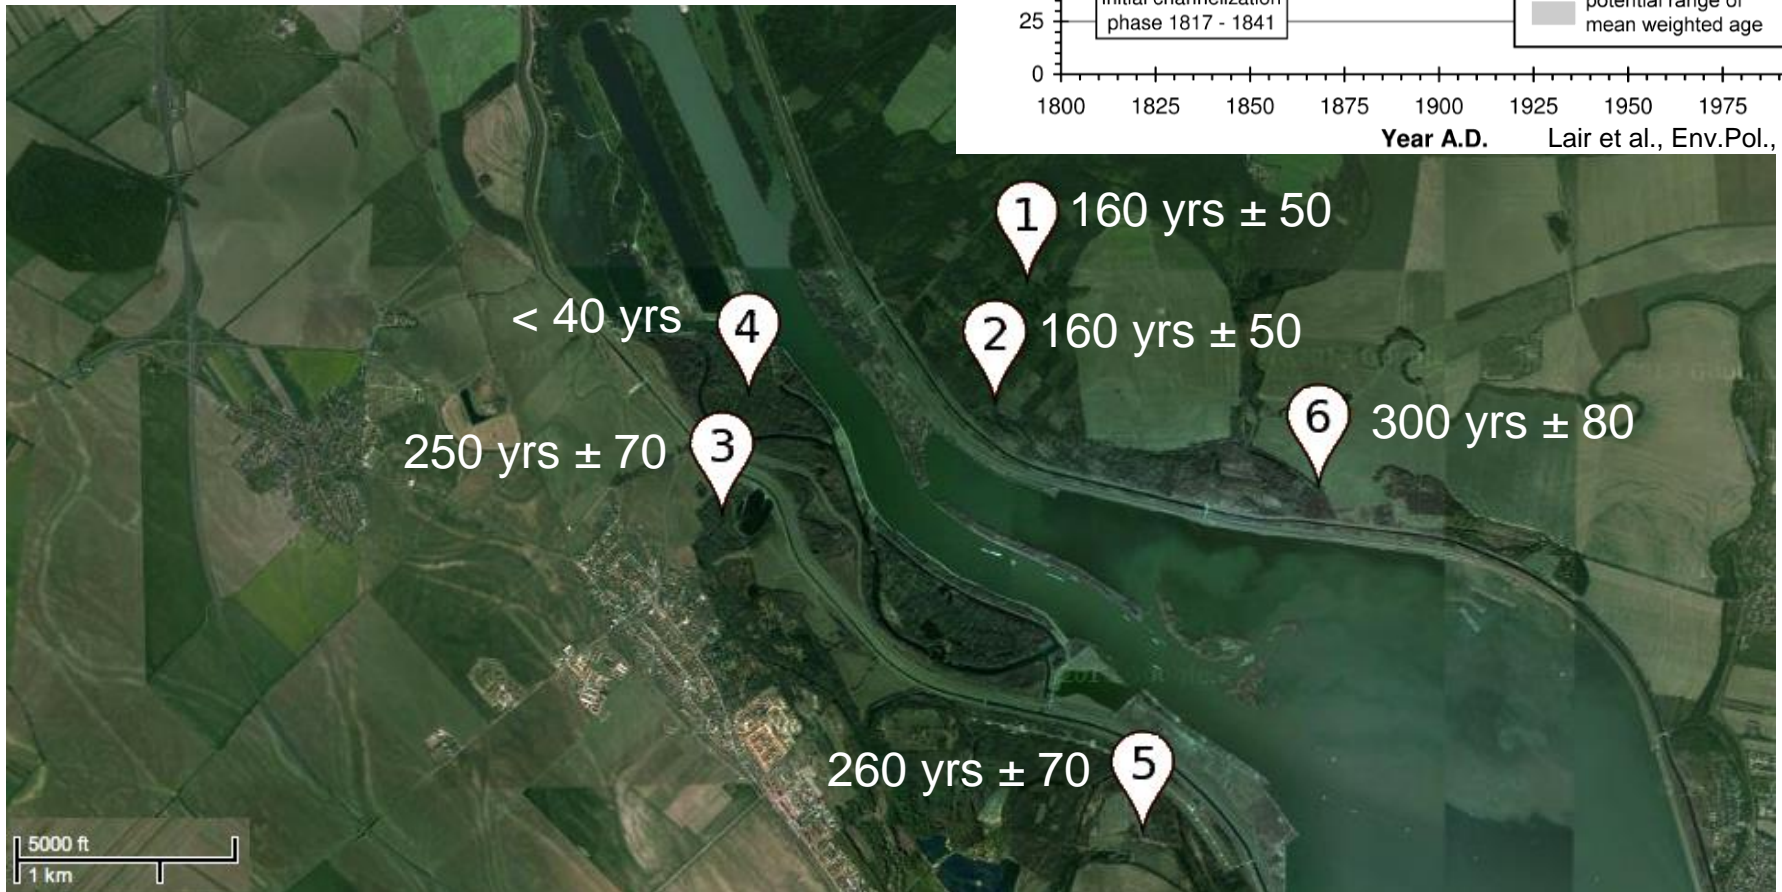 phase 1817 - 1841
potential range of
mean weighted age
25
0
1800 1825 1850 1875 1900 1925 1950 1975
Year A.D.
Lair et al., Env.Pol.,
1 160 yrs ± 50
2 160 yrs ± 50
< 40 yrs 4
250 yrs ± 70 3
6 300 yrs ± 80
260 yrs ± 70 5
5000 ft
1 km